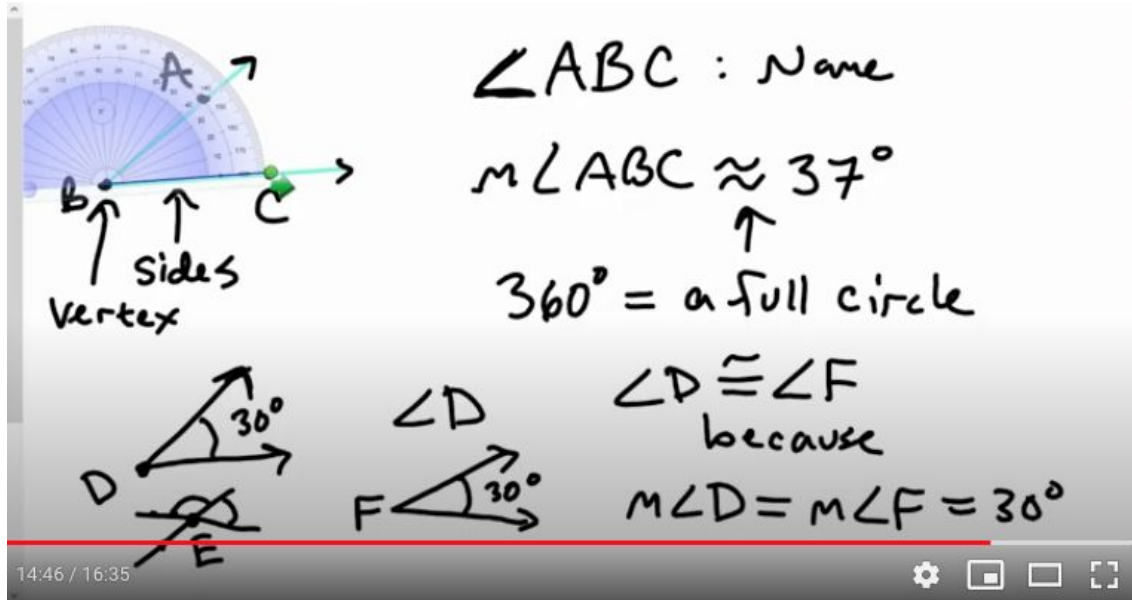 A
B
C
Sides
Vertex
∠ABC : Name
m∠ABC ≈ 37°
360° = a full circle
D
30°
E
∠D
F
30°
∠D ≅ ∠F
because
m∠D = m∠F = 30°
14:46 / 16:35